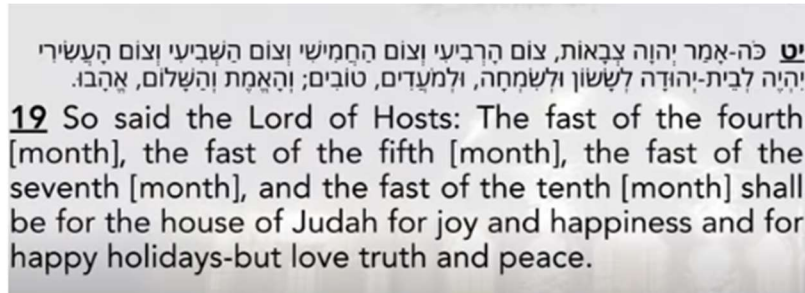 יט כֹּה-אָמַר יְהוָה צְבָאוֹת, צוֹם הָרְבִיעִי וְצוֹם הַחֲמִישִׁי וְצוֹם הַשְּׁבִיעִי וְצוֹם הָעֲשִׂירִי
יִהְיֶה לְבֵית-יְהוּדָה לְשָׂשׂוֹן וּלְשִׂמְחָה, וּלְמֹעֲדִים, טוֹבִים; וְהָאֱמֶת וְהַשָּׁלוֹם, אֱהָבוּ.
19 So said the Lord of Hosts: The fast of the fourth
[month], the fast of the fifth [month], the fast of the
seventh [month], and the fast of the tenth [month] shall
be for the house of Judah for joy and happiness and for
happy holidays-but love truth and peace.